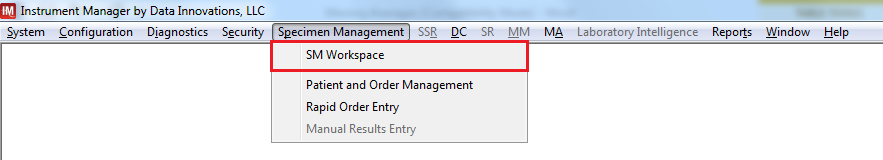 IM Instrument Manager by Data Innovations, LLC
System Configuration Diagnostics Security Specimen Management SSR DC SR MM MA Laboratory Intelligence Reports Window Help
SM Workspace
Patient and Order Management
Rapid Order Entry
Manual Results Entry